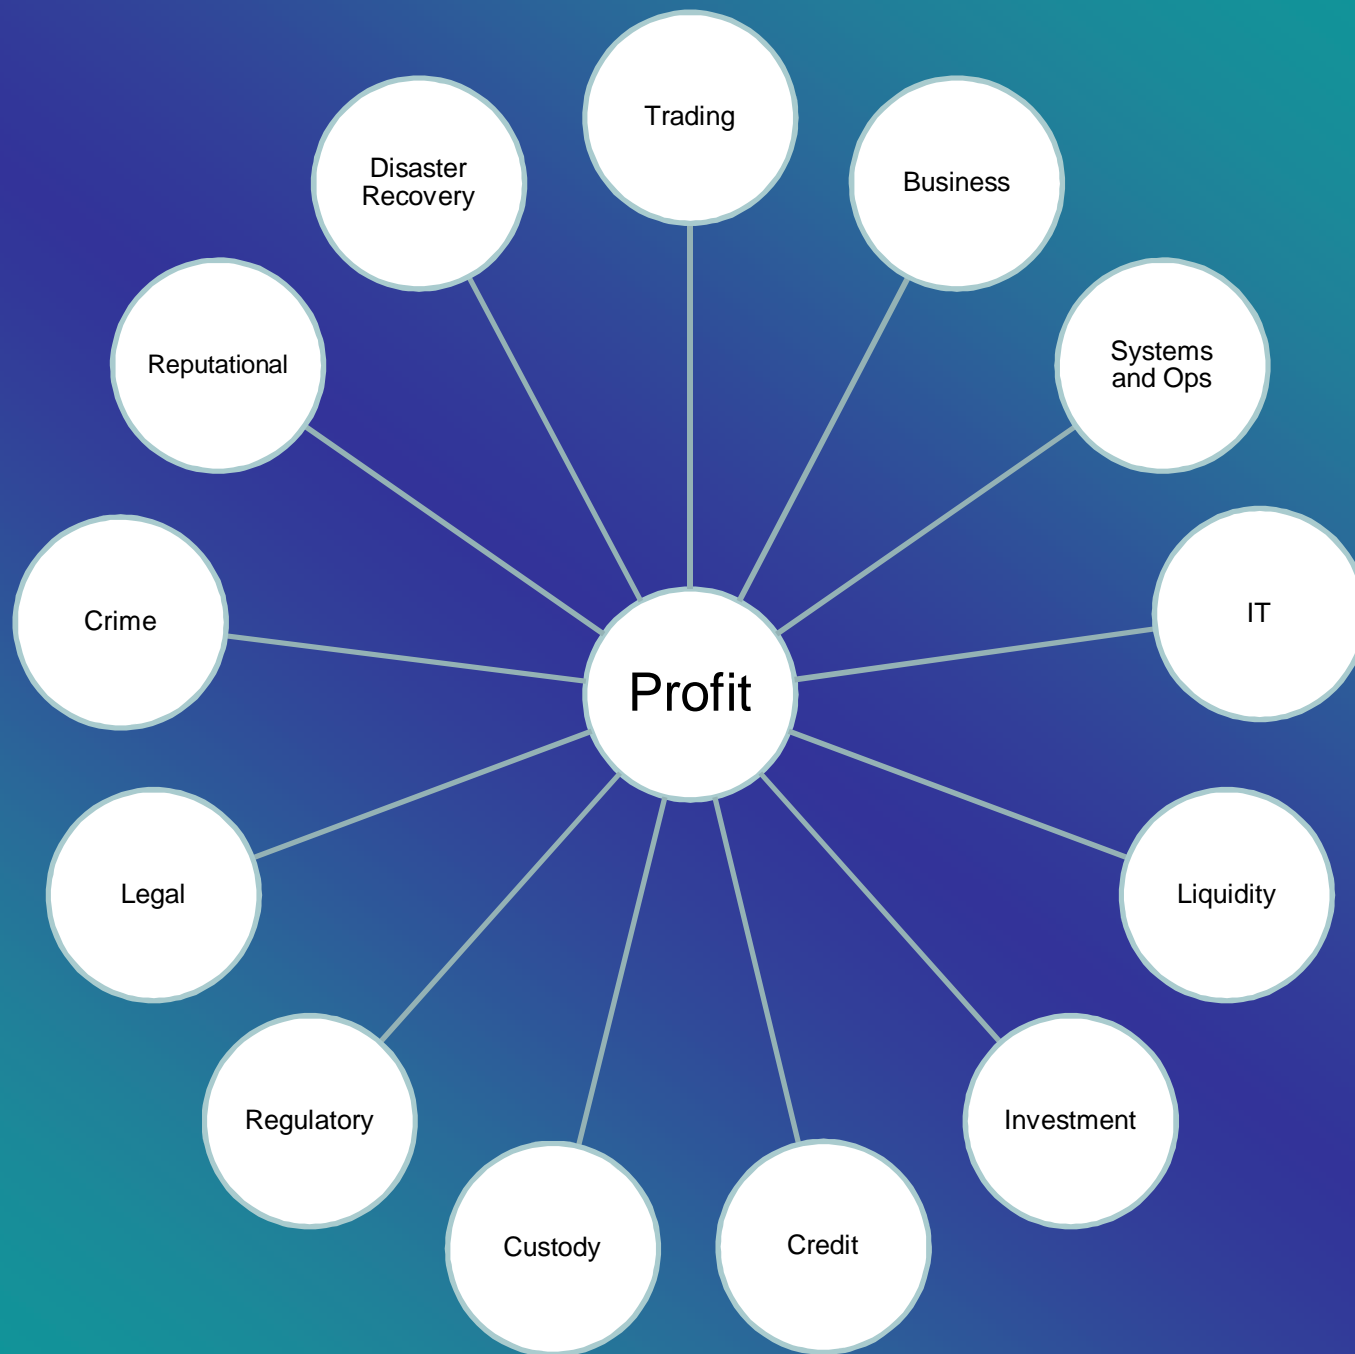 Trading
Business
Disaster
Recovery
Systems
and Ops
Reputational
IT
Crime
Profit
Liquidity
Legal
Investment
Regulatory
Credit
Custody